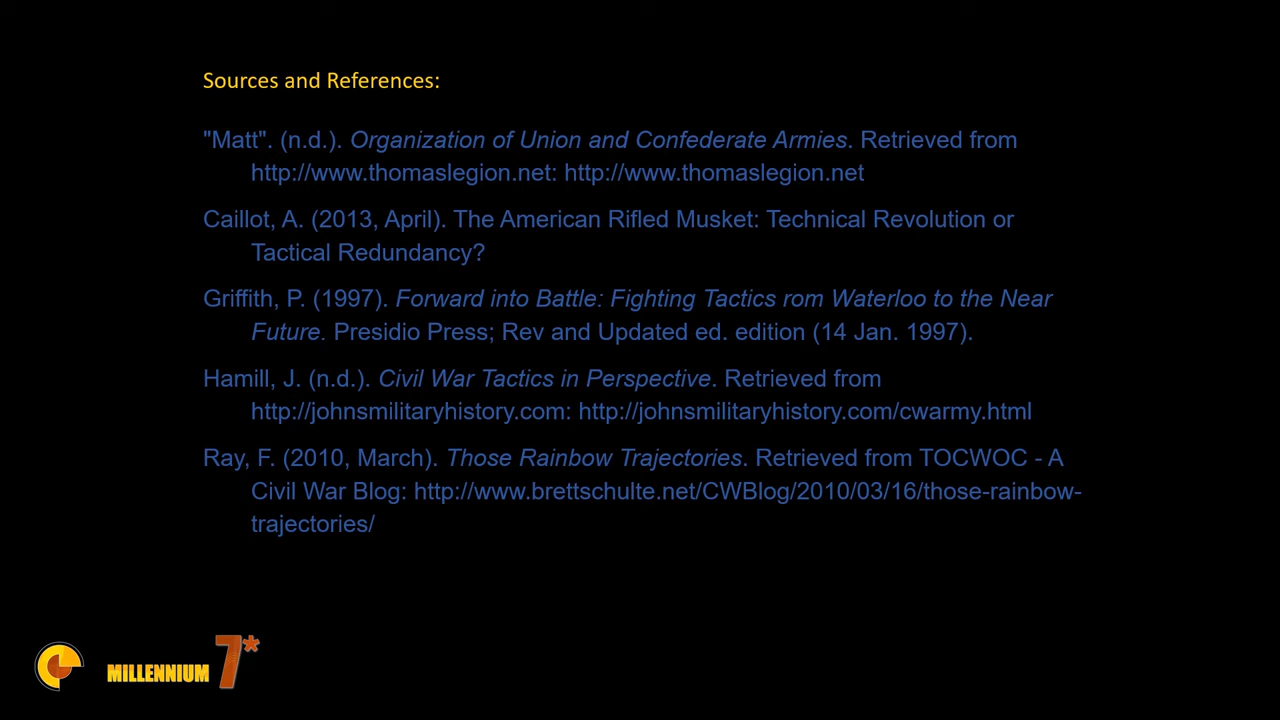 Sources and References:
"Matt". (n.d.). Organization of Union and Confederate Armies. Retrieved from
http://www.thomaslegion.net: http://www.thomaslegion.net
Caillot, A. (2013, April). The American Rifled Musket: Technical Revolution or
Tactical Redundancy?
Griffith, P. (1997). Forward into Battle: Fighting Tactics rom Waterloo to the Near
Future. Presidio Press; Rev and Updated ed. edition (14 Jan. 1997).
Hamill, J. (n.d.). Civil War Tactics in Perspective. Retrieved from
http://johnsmilitaryhistory.com: http://johnsmilitaryhistory.com/cwarmy.html
Ray, F. (2010, March). Those Rainbow Trajectories. Retrieved from TOCWOC - A
Civil War Blog: http://www.brettschulte.net/CWBlog/2010/03/16/those-rainbow-
trajectories/
MILLENNIUM 7*